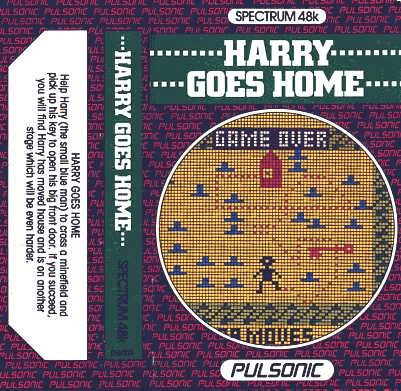 HARRY GOES HOME
Help Harry (the small blue man) to cross a minefield and
pick up his key to open his big front door. If you succeed,
you will find Harry has moved house and is on another
stage which will be even harder.
...HARRY GOES HOME...
SPECTRUM 48K
SPECTRUM 48k
HARRY
GOES HOME
GAME OVER
MOVES
PULSONIC